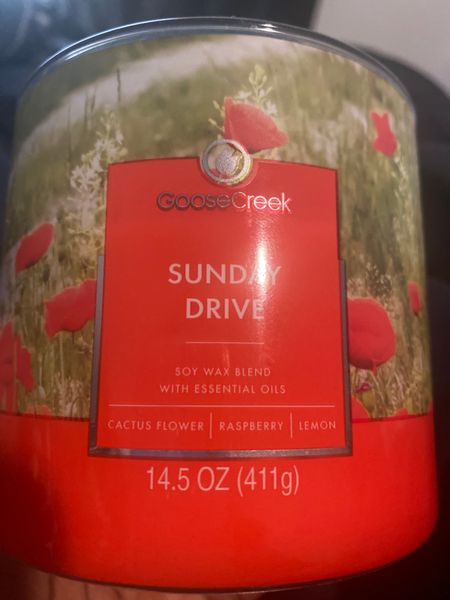 GooseCreek
SUNDAY
DRIVE
SOY WAX BLEND
WITH ESSENTIAL OILS
CACTUS FLOWER | RASPBERRY | LEMON
14.5 OZ (411g)